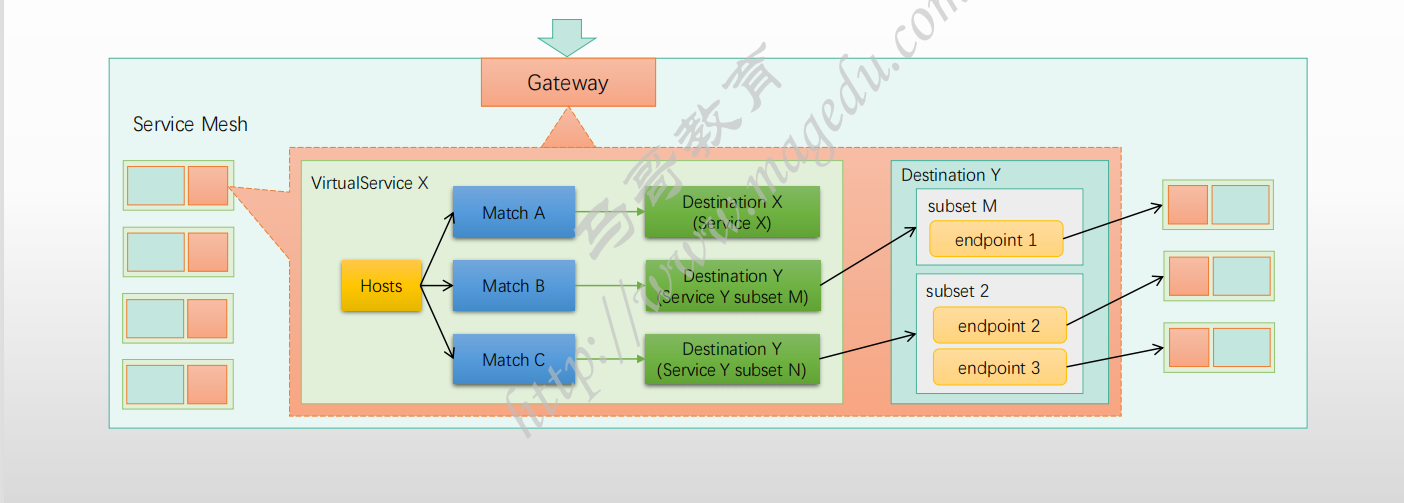 Gateway
Service Mesh
VirtualService X
Hosts
Match A
Match B
Match C
Destination X
(Service X)
Destination Y
(Service Y subset M)
Destination Y
(Service Y subset N)
Destination Y
subset M
endpoint 1
subset 2
endpoint 2
endpoint 3
马哥教育
http://www.magedu.com